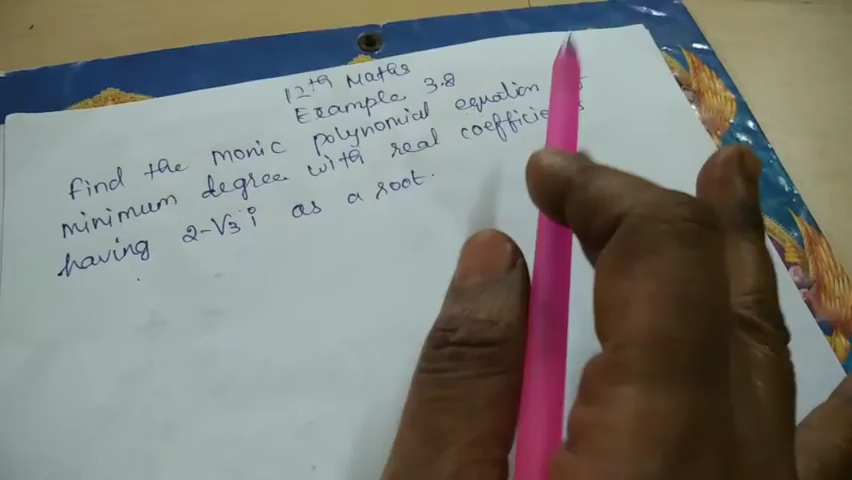 12th Maths
Example 3.8
Find the monic polynomial equation
minimum degree with real coefficients
having 2-√3 i as a root.